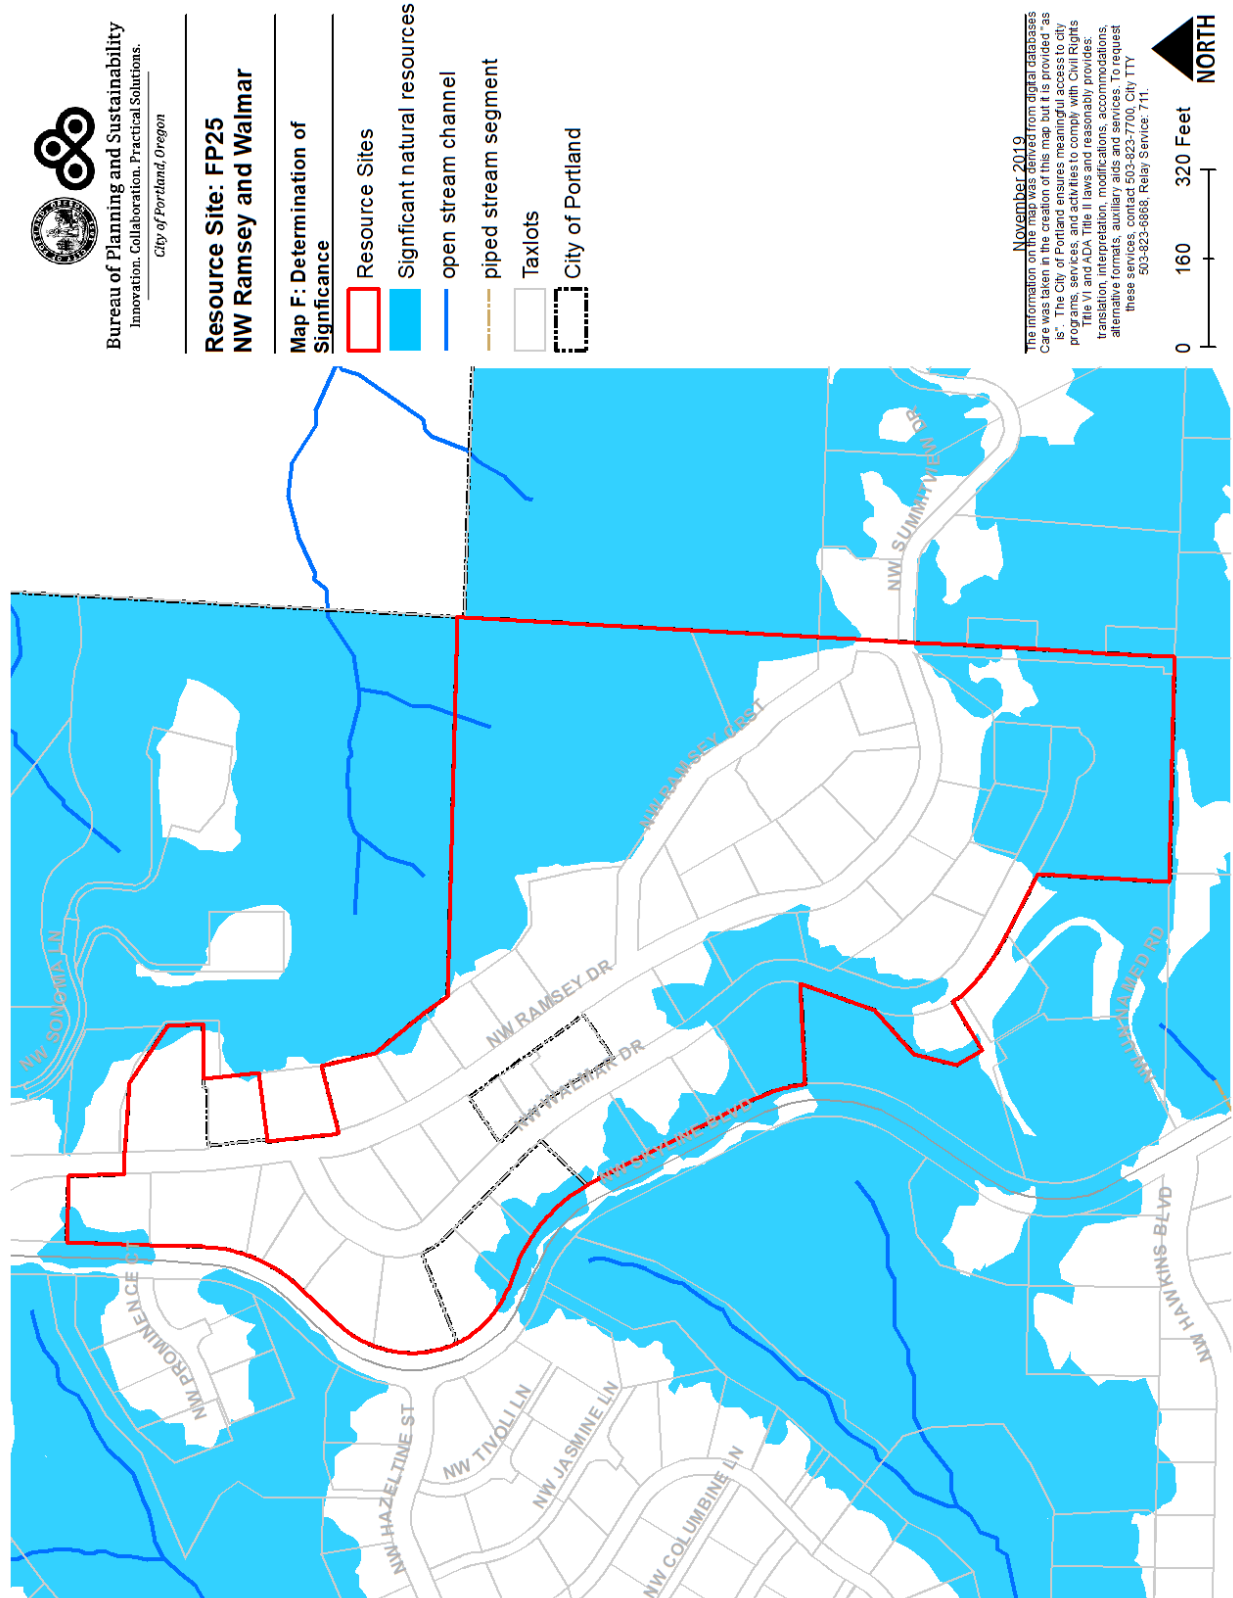 Bureau of Planning and Sustainability
Innovation. Collaboration. Practical Solutions.
City of Portland, Oregon
Resource Site: FP25
NW Ramsey and Walmar
Map F: Determination of
Signficance
Resource Sites
Signficant natural resources
open stream channel
piped stream segment
Taxlots
City of Portland
November 2019
The information on the map was derived from digital databases
Care was taken in the creation of this map but it is provided "as
is". The City of Portland ensures meaningful access to city
programs, services, and activities to comply with Civil Rights
Title VI and ADA Title II laws and reasonably provides:
translation, interpretation, modifications, accommodations,
alternative formats, auxiliary aids and services. To request
these services, contact 503-823-7700, City TTY
503-823-6868, Relay Service: 711.
0 160 320 Feet
NORTH
NW SONOMA LN
NW PROMINENCE CT
NW HAZELTINE ST
NW TIVOLI LN
NW JASMINE LN
NW COLUMBINE LN
NW RAMSEY DR
NW WALMAR DR
NW SKYLINE BLVD
NW RAMSEY CRST
NW SUMMITVIEW DR
NW UNNAMED RD
NW HAWKINS BLVD